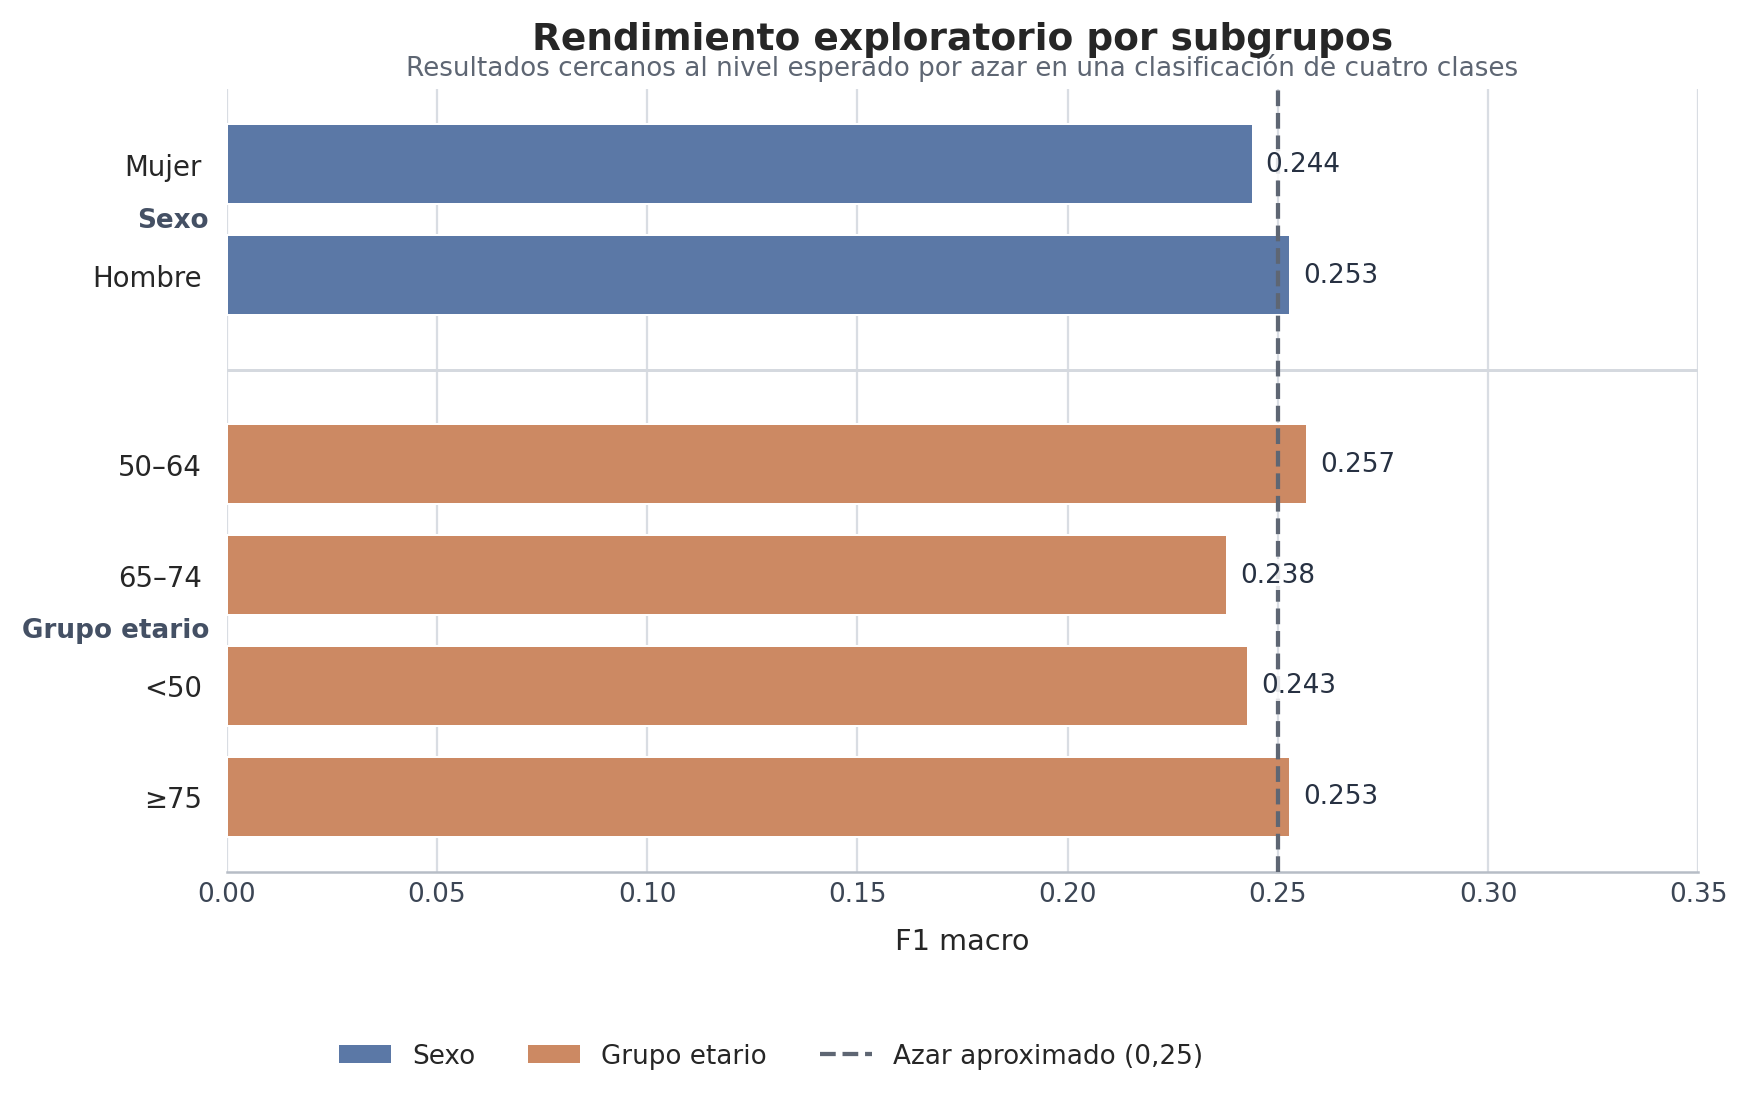 Rendimiento exploratorio por subgrupos
Resultados cercanos al nivel esperado por azar en una clasificación de cuatro clases
Mujer
0.244
Sexo
Hombre
0.253
50–64
0.257
65–74
0.238
Grupo etario
<50
0.243
≥75
0.253
0.00 0.05 0.10 0.15 0.20 0.25 0.30 0.35
F1 macro
Sexo Grupo etario Azar aproximado (0,25)